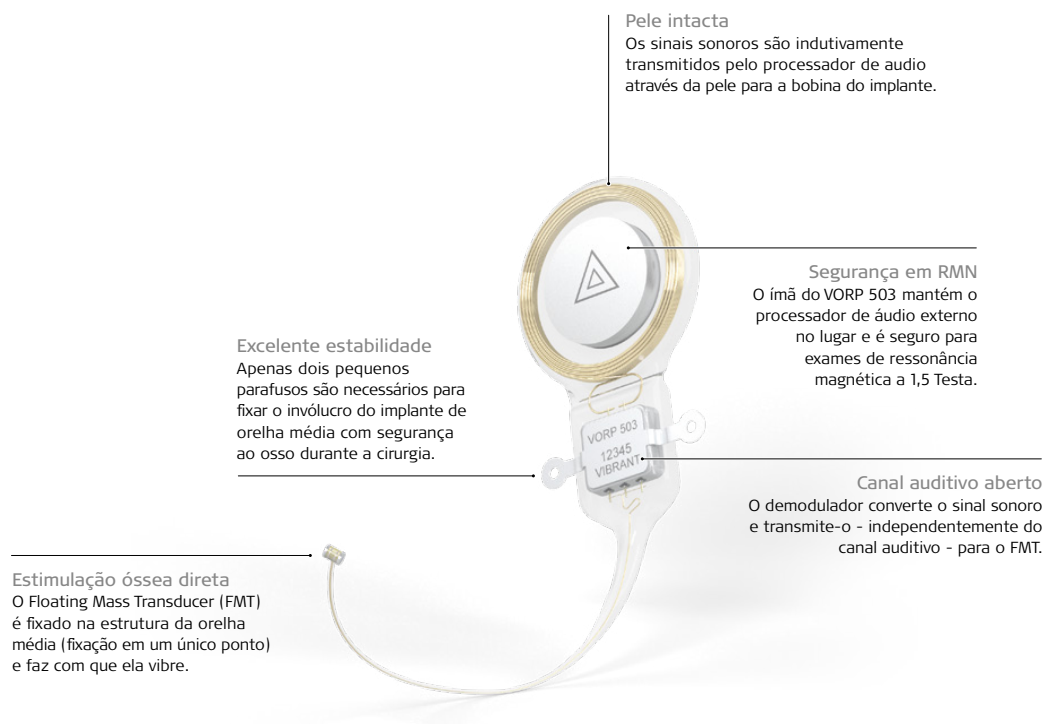 Pele intacta
Os sinais sonoros são indutivamente
transmitidos pelo processador de audio
através da pele para a bobina do implante.
Segurança em RMN
O ímã do VORP 503 mantém o
processador de áudio externo
no lugar e é seguro para
exames de ressonância
magnética a 1,5 Testa.
Excelente estabilidade
Apenas dois pequenos
parafusos são necessários para
fixar o invólucro do implante de
orelha média com segurança
ao osso durante a cirurgia.
VORP 503
12345
VIBRANT
Canal auditivo aberto
O demodulador converte o sinal sonoro
e transmite-o - independentemente do
canal auditivo - para o FMT.
Estimulação óssea direta
O Floating Mass Transducer (FMT)
é fixado na estrutura da orelha
média (fixação em um único ponto)
e faz com que ela vibre.